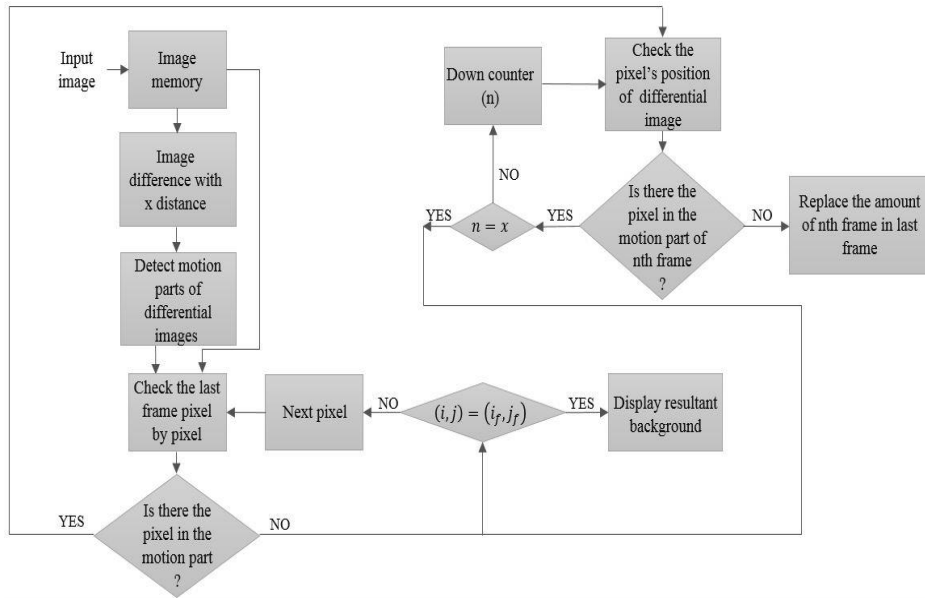 Input
image
Image
memory
Image
difference with
x distance
Detect motion
parts of
differential
images
Check the last
frame pixel
by pixel
Is there the
pixel in the
motion part
?
YES
NO
Next pixel
NO
(i, j) = (i_f, j_f)
YES
Display resultant
background
Down counter
(n)
NO
YES
n = x
YES
Check the
pixel's position
of differential
image
Is there the
pixel in the
motion part of
nth frame
?
NO
Replace the amount
of nth frame in last
frame